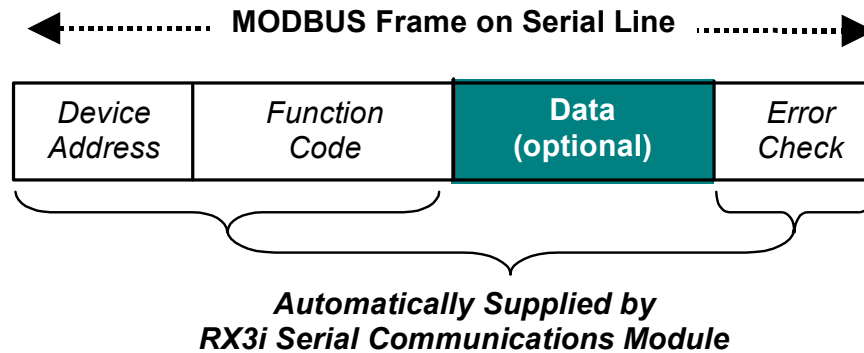 MODBUS Frame on Serial Line
Device
Address
Function
Code
Data
(optional)
Error
Check
Automatically Supplied by
RX3i Serial Communications Module